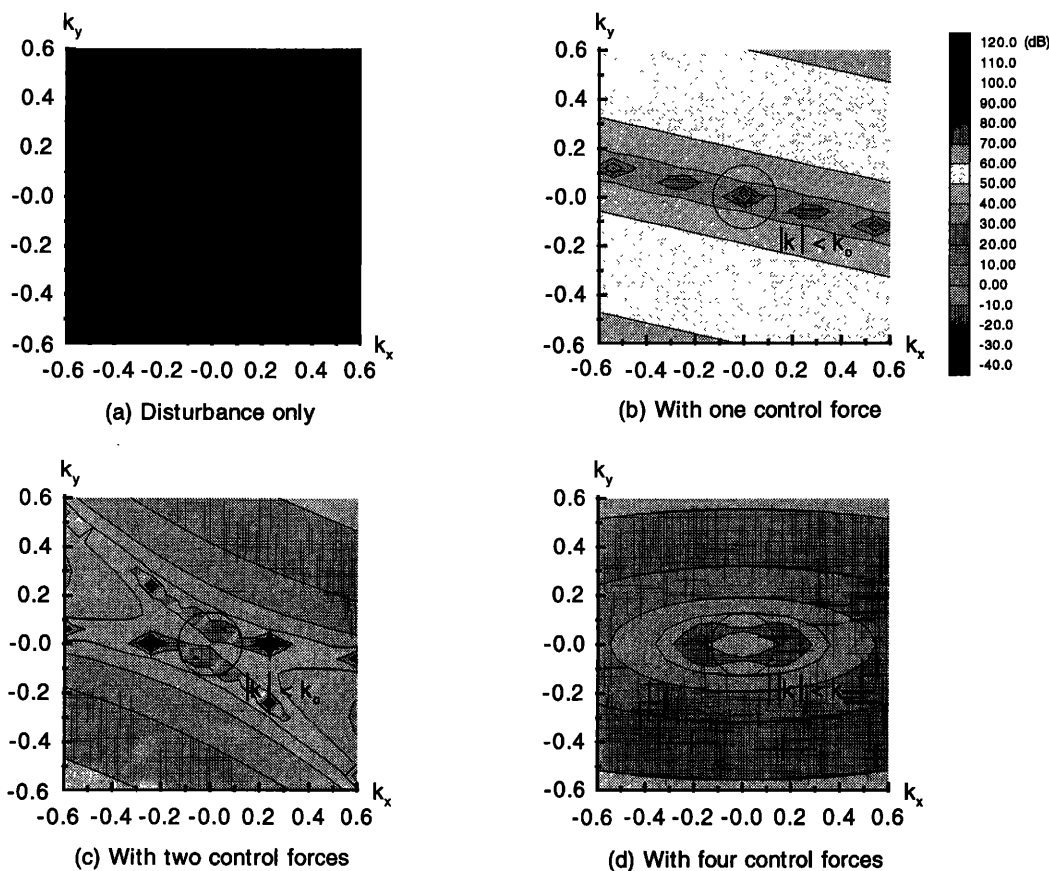 k_y
0.6
0.4
0.2
-0.0
-0.2
-0.4
-0.6
k_x
-0.6 -0.4 -0.2 -0.0 0.2 0.4 0.6
(a) Disturbance only
k_y
0.6
0.4
0.2
-0.0
-0.2
-0.4
-0.6
|k| < k_o
k_x
-0.6 -0.4 -0.2 -0.0 0.2 0.4 0.6
(b) With one control force
120.0 (dB)
110.0
100.0
90.00
80.00
70.00
60.00
50.00
40.00
30.00
20.00
10.00
0.00
-10.0
-20.0
-30.0
-40.0
k_y
0.6
0.4
0.2
-0.0
-0.2
-0.4
-0.6
|k| < k_o
k_x
-0.6 -0.4 -0.2 -0.0 0.2 0.4 0.6
(c) With two control forces
k_y
0.6
0.4
0.2
-0.0
-0.2
-0.4
-0.6
|k| < k
k_x
-0.6 -0.4 -0.2 -0.0 0.2 0.4 0.6
(d) With four control forces